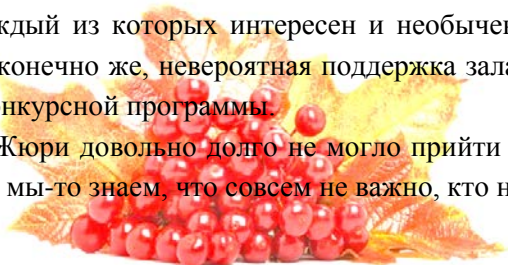 ждый из которых интересен и необычен
конечно же, невероятная поддержка зала
нкурсной программы.
Жюри довольно долго не могло прийти
мы-то знаем, что совсем не важно, кто н